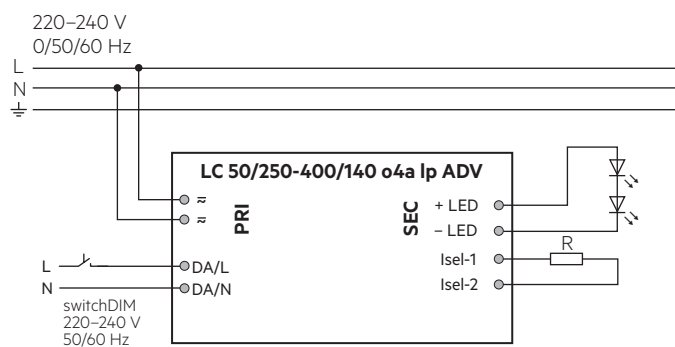 220–240 V
0/50/60 Hz
L
N
LC 50/250-400/140 o4a lp ADV
PRI
SEC
+ LED
– LED
Isel-1
Isel-2
R
L
DA/L
N
DA/N
switchDIM
220–240 V
50/60 Hz